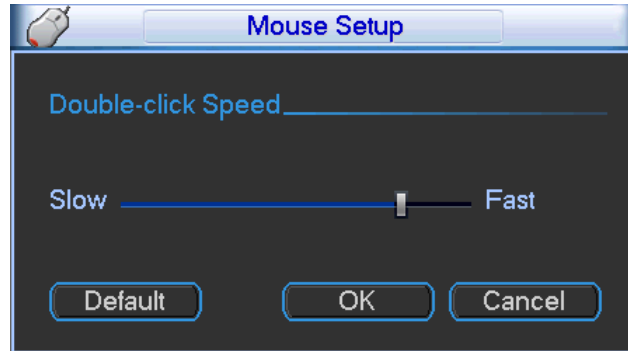 Mouse Setup
Double-click Speed
Slow Fast
Default OK Cancel